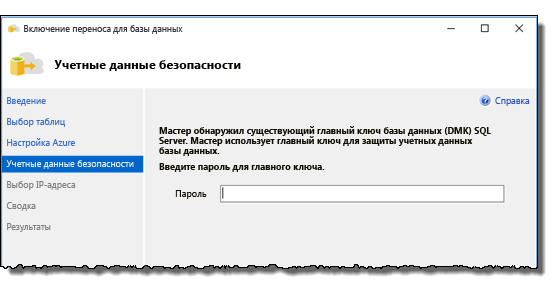 Включение переноса для базы данных
Учетные данные безопасности
Введение
Выбор таблиц
Настройка Azure
Учетные данные безопасности
Выбор IP-адреса
Сводка
Результаты
Справка
Мастер обнаружил существующий главный ключ базы данных (DMK) SQL
Server. Мастер использует главный ключ для защиты учетных данных
базы данных.
Введите пароль для главного ключа.
Пароль